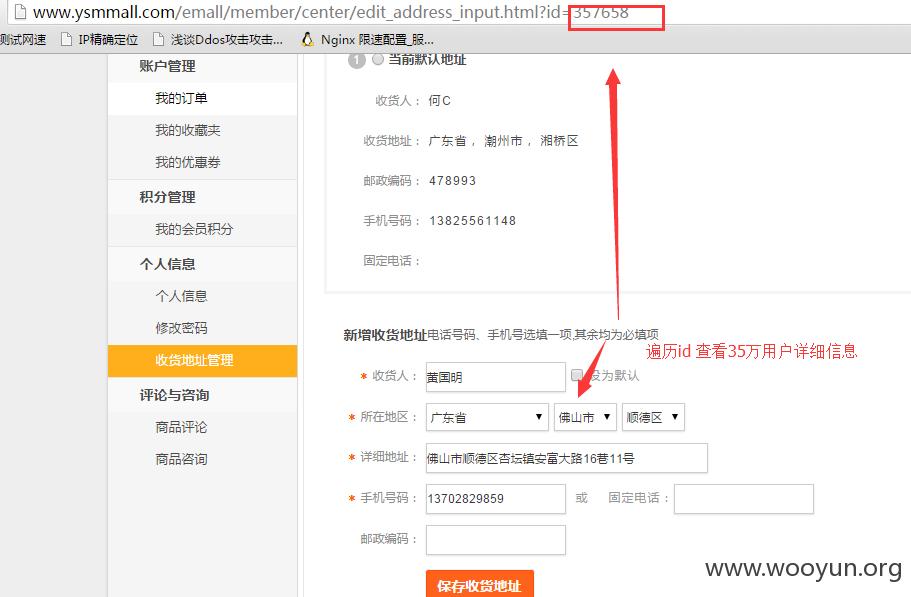 www.ysmmall.com/emall/member/center/edit_address_input.html?id=357658
测试网速 IP精确定位 浅谈Ddos攻击攻击... Nginx 限速配置_服...
账户管理
我的订单
我的收藏夹
我的优惠券
积分管理
我的会员积分
个人信息
个人信息
修改密码
收货地址管理
评论与咨询
商品评论
商品咨询
1 当前默认地址
收货人： 何C
收货地址： 广东省， 潮州市， 湘桥区
邮政编码： 478993
手机号码： 13825561148
固定电话：
新增收货地址电话号码、手机号选填一项,其余均为必填项
遍历id 查看35万用户详细信息
* 收货人： 黄国明 设为默认
* 所在地区： 广东省 佛山市 顺德区
* 详细地址： 佛山市顺德区杏坛镇安富大路16巷11号
* 手机号码： 13702829859 或 固定电话：
邮政编码：
保存收货地址
www.wooyun.org